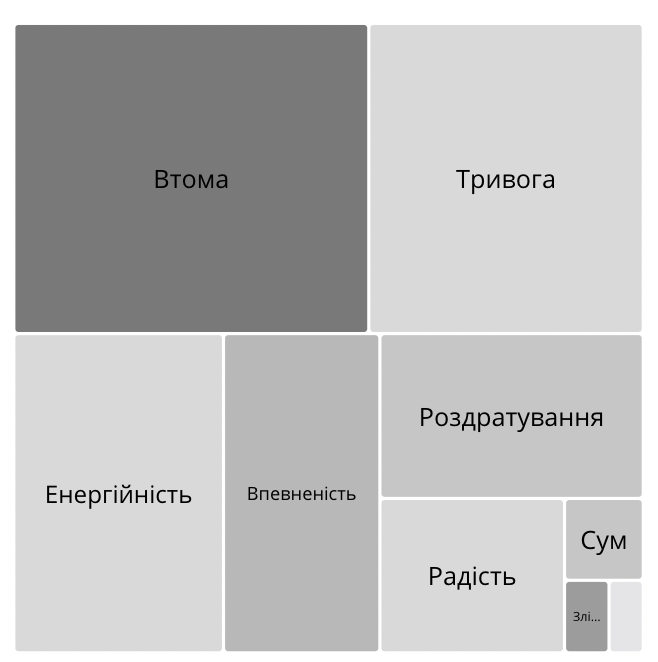 Втома
Тривога
Роздратування
Енергійність
Впевненість
Сум
Радість
Злі...